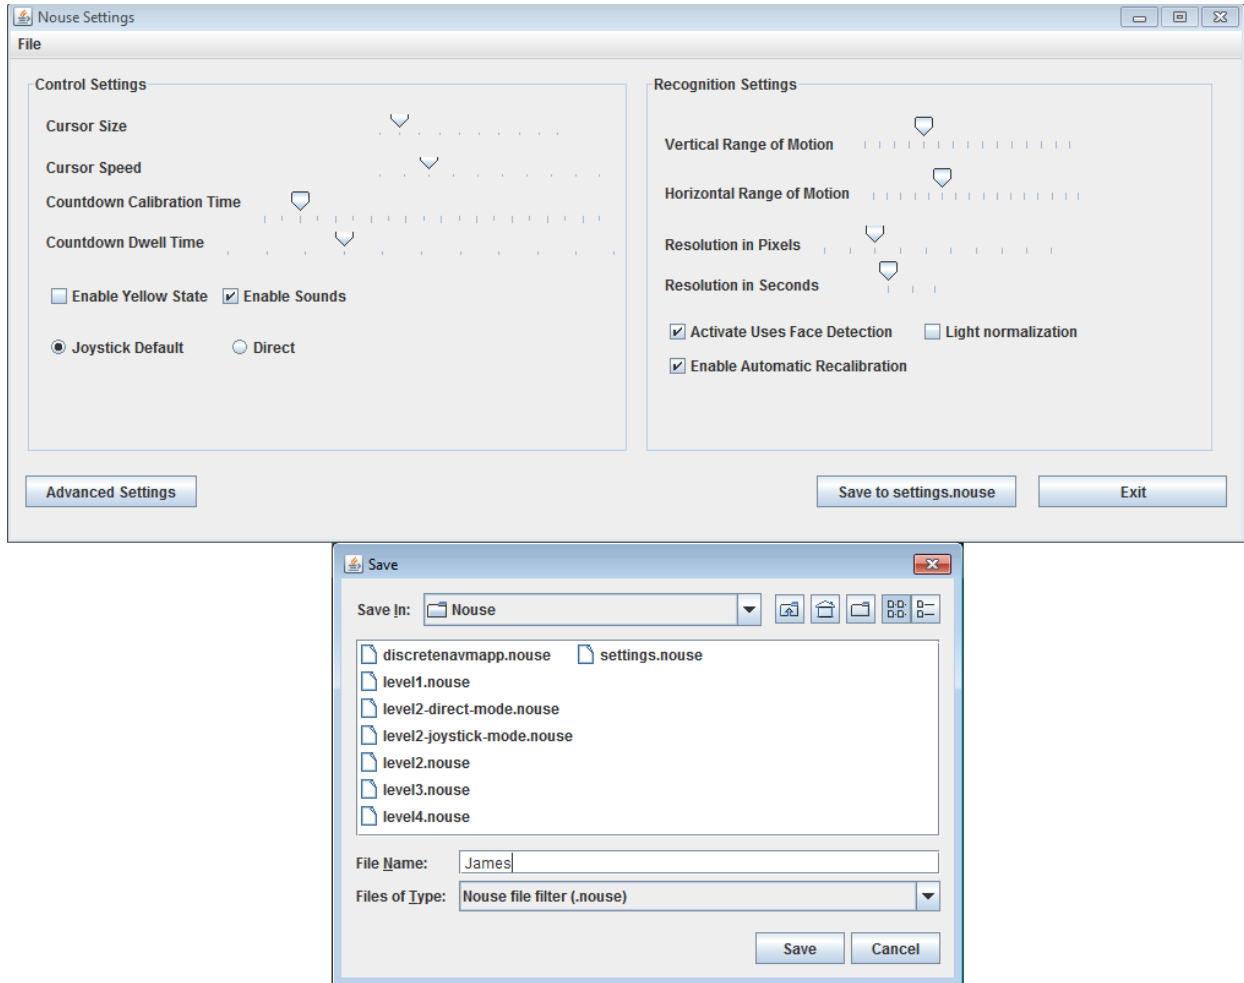 Nouse Settings
File
Control Settings
Cursor Size
Cursor Speed
Countdown Calibration Time
Countdown Dwell Time
Enable Yellow State Enable Sounds
Joystick Default Direct
Recognition Settings
Vertical Range of Motion
Horizontal Range of Motion
Resolution in Pixels
Resolution in Seconds
Activate Uses Face Detection Light normalization
Enable Automatic Recalibration
Advanced Settings Save to settings.nouse Exit
Save
Save In: Nouse
discretenavmapp.nouse settings.nouse
level1.nouse
level2-direct-mode.nouse
level2-joystick-mode.nouse
level2.nouse
level3.nouse
level4.nouse
File Name: James
Files of Type: Nouse file filter (.nouse)
Save Cancel